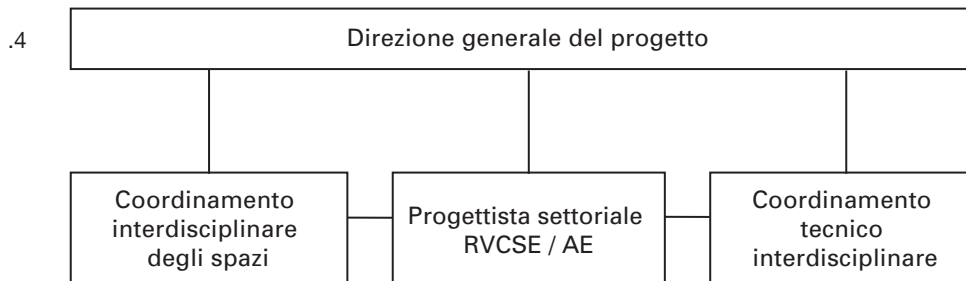 .4
Direzione generale del progetto
Coordinamento
interdisciplinare
degli spazi
Progettista settoriale
RVCSE / AE
Coordinamento
tecnico
interdisciplinare